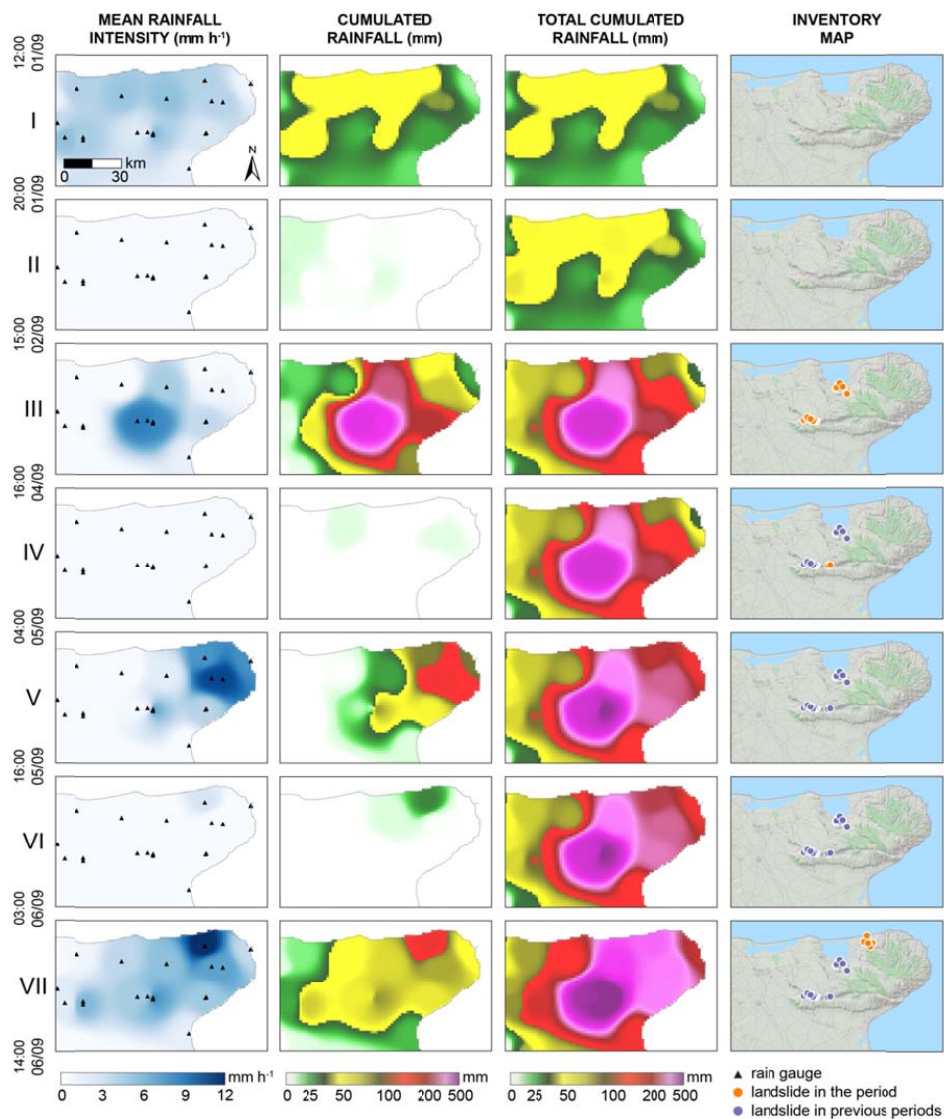 MEAN RAINFALL
INTENSITY (mm h⁻¹)
CUMULATED
RAINFALL (mm)
TOTAL CUMULATED
RAINFALL (mm)
INVENTORY
MAP
12:00
01/09
I
0 30 km
N
20:00
01/09
II
15:00
02/09
III
16:00
04/09
IV
04:00
05/09
V
16:00
05/09
VI
03:00
06/09
VII
14:00
06/09
mm h⁻¹
0 3 6 9 12
mm
0 25 50 100 200 500
mm
0 25 50 100 200 500
rain gauge
landslide in the period
landslide in previous periods